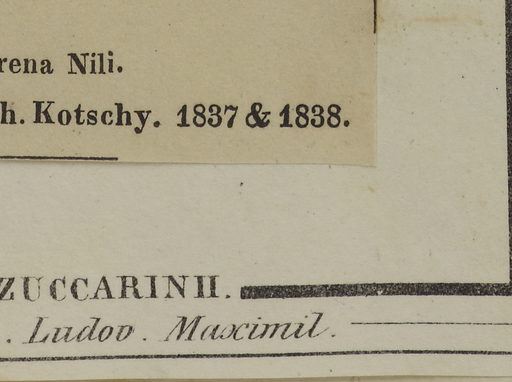 rena Nili.
h. Kotschy. 1837 & 1838.
ZUCCARINII.
. Ludov. Maximil.